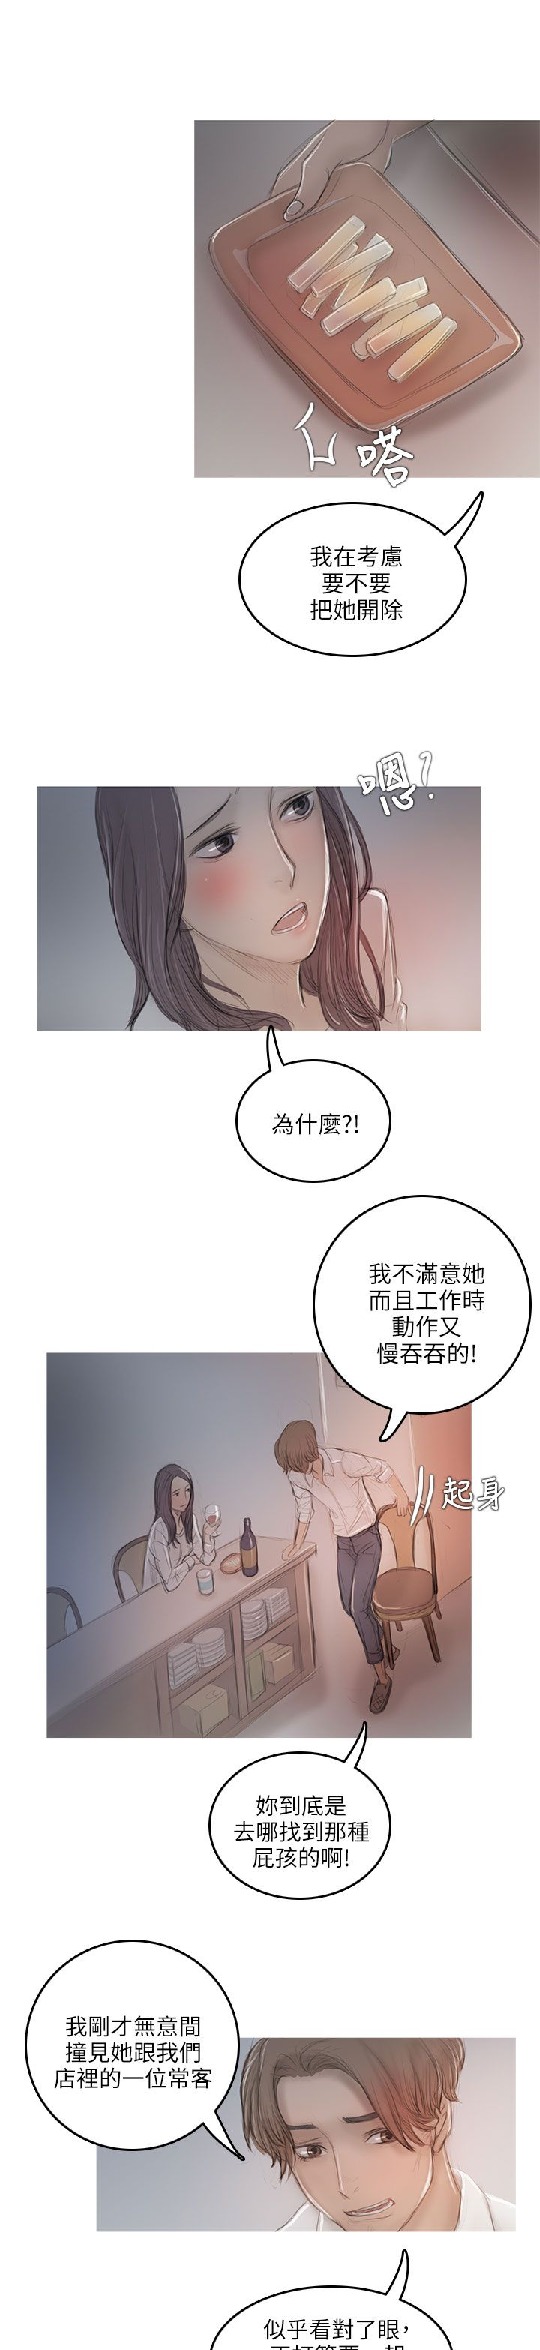 嗒
我在考慮
要不要
把她開除
嗯?
為什麼?!
我不滿意她
而且工作時
動作又
慢吞吞的!
起身
妳到底是
去哪找到那種
屁孩的啊!
我剛才無意間
撞見她跟我們
店裡的一位常客
似乎看對了眼,